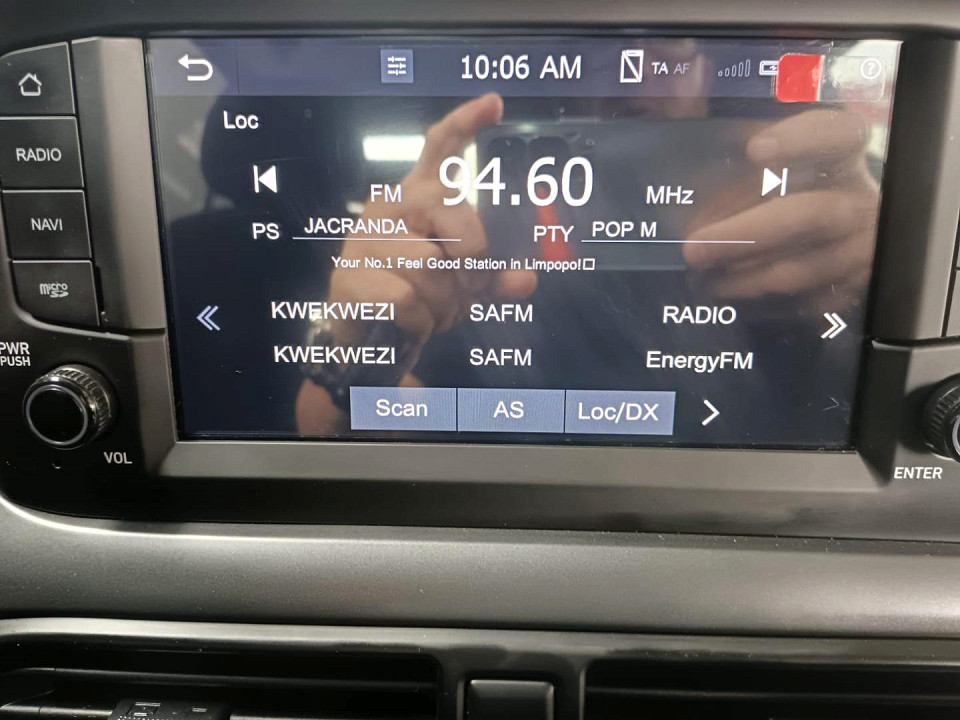 10:06 AM TA AF
Loc
RADIO
FM 94.60 MHz
NAVI
PS JACRANDA PTY POP M
Your No.1 Feel Good Station in Limpopo!
micro SD
KWEKWEZI SAFM RADIO
KWEKWEZI SAFM EnergyFM
PWR
PUSH
Scan AS Loc/DX
VOL
ENTER